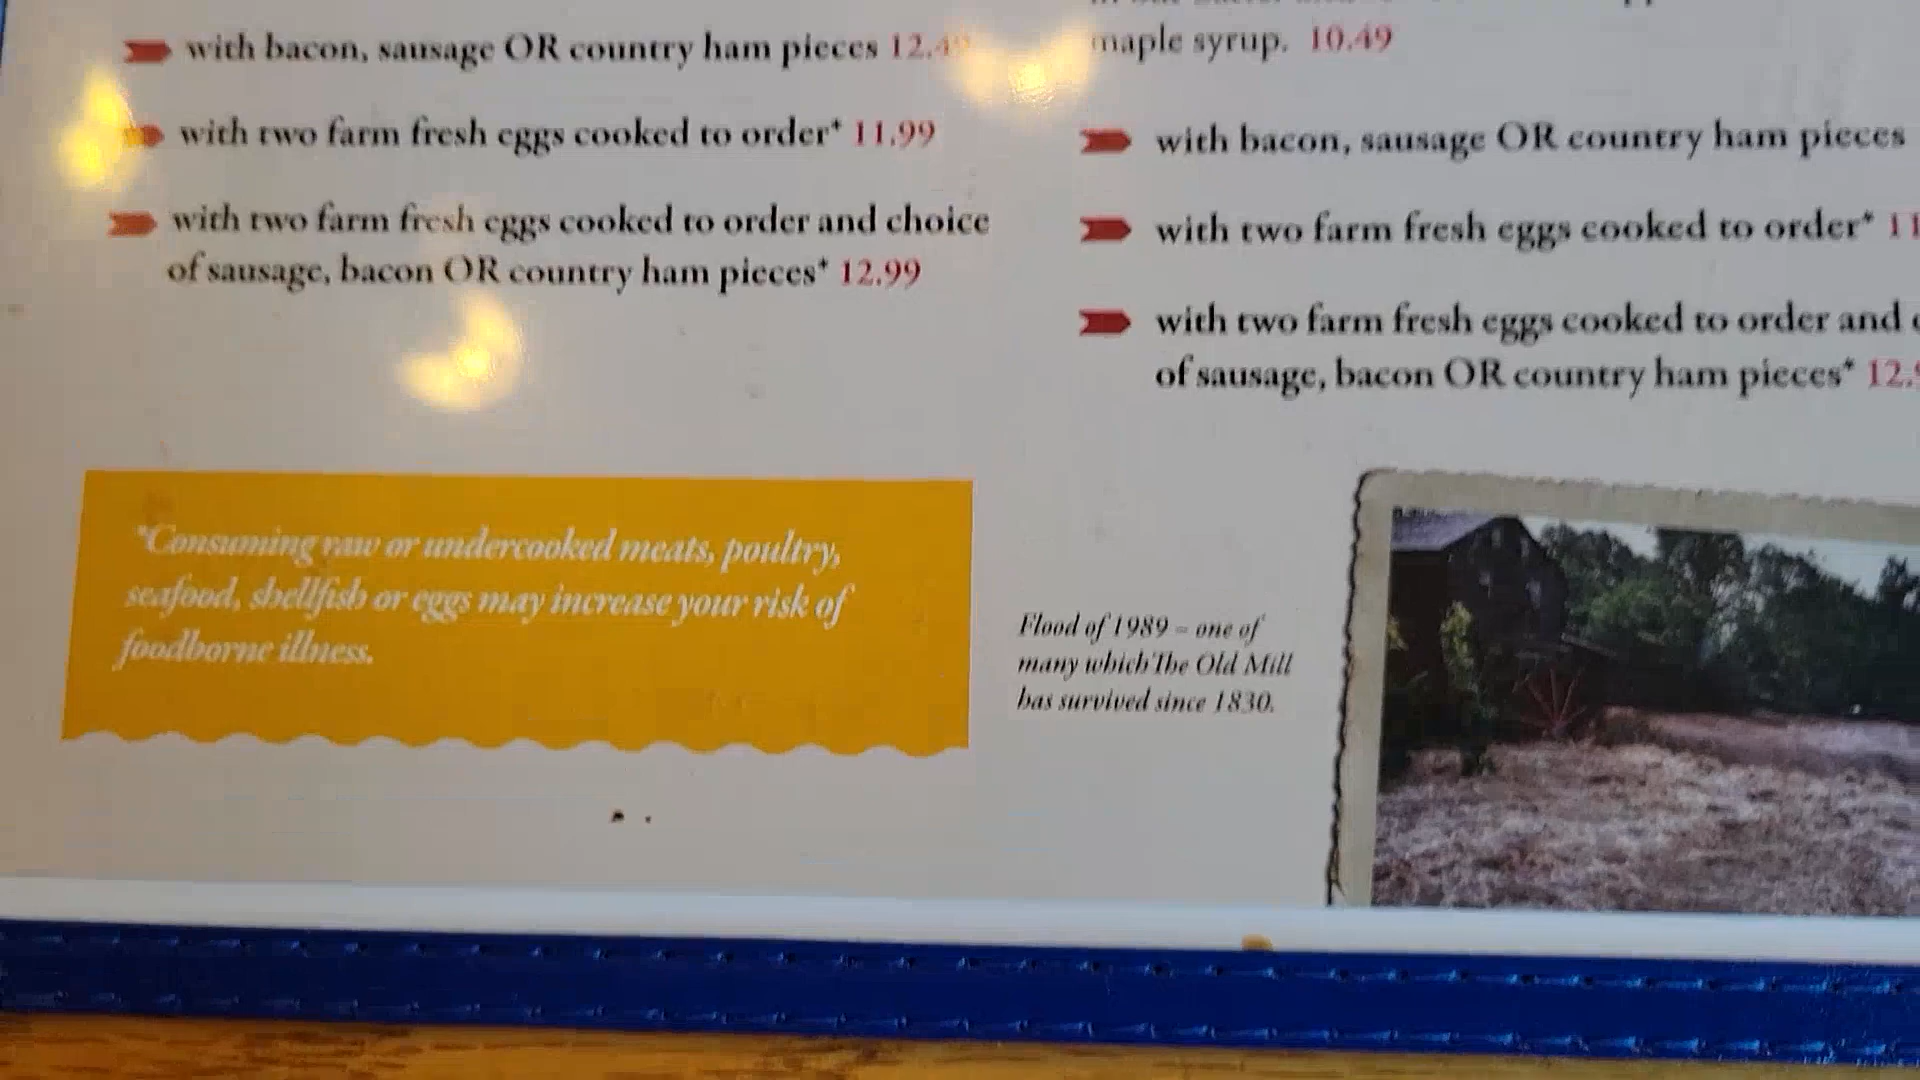 with bacon, sausage OR country ham pieces 12.49
with two farm fresh eggs cooked to order* 11.99
with two farm fresh eggs cooked to order and choice
of sausage, bacon OR country ham pieces* 12.99
*Consuming raw or undercooked meats, poultry,
seafood, shellfish or eggs may increase your risk of
foodborne illness.
maple syrup. 10.49
with bacon, sausage OR country ham pieces
with two farm fresh eggs cooked to order* 11
with two farm fresh eggs cooked to order and
of sausage, bacon OR country ham pieces* 12.
Flood of 1989 – one of
many which The Old Mill
has survived since 1830.